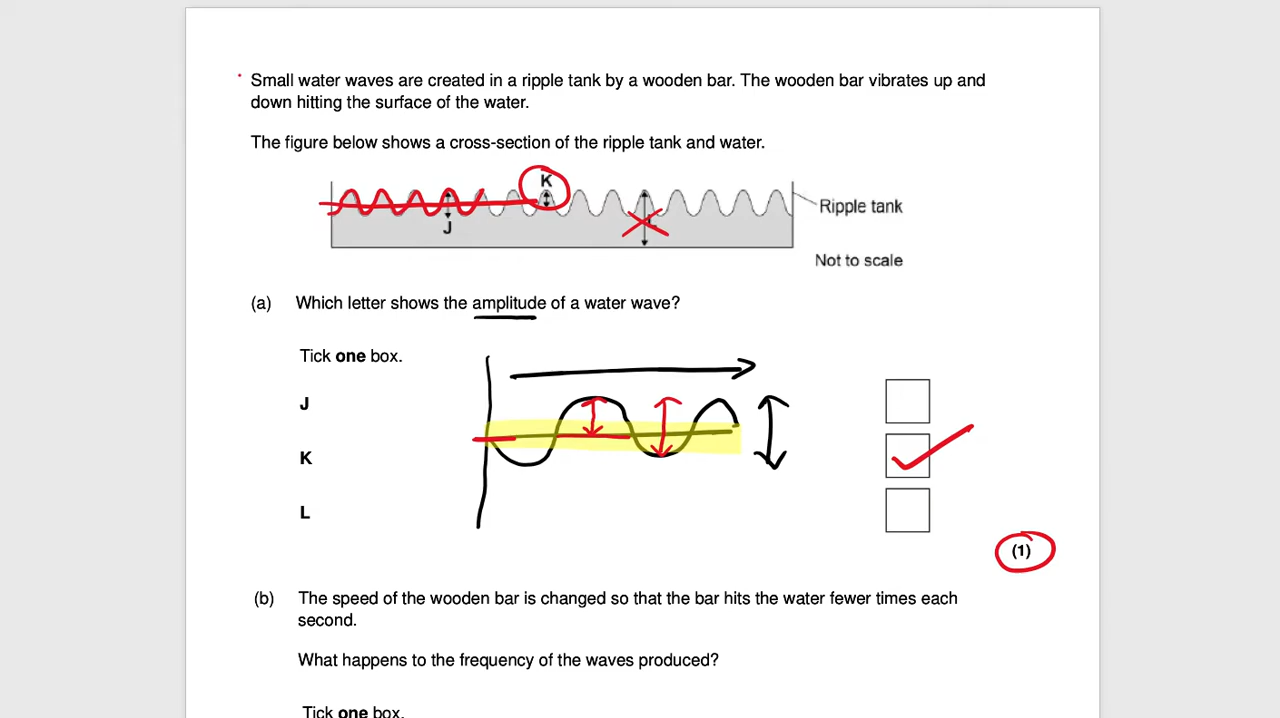 Small water waves are created in a ripple tank by a wooden bar. The wooden bar vibrates up and
down hitting the surface of the water.
The figure below shows a cross-section of the ripple tank and water.
K
J
Ripple tank
Not to scale
(a) Which letter shows the amplitude of a water wave?
Tick one box.
J
K
L
(1)
(b) The speed of the wooden bar is changed so that the bar hits the water fewer times each
second.
What happens to the frequency of the waves produced?
Tick one box.